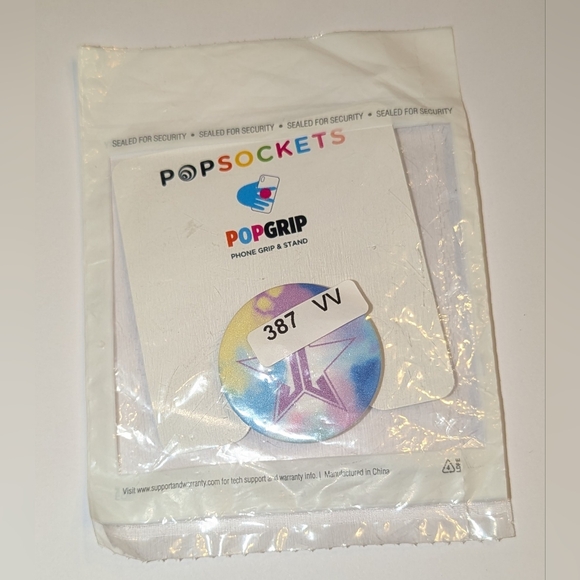 SEALED FOR SECURITY • SEALED FOR SECURITY • SEALED FOR SECURITY • SEALED FOR SECURITY
POPSOCKETS
POPGRIP
PHONE GRIP & STAND
387 VV
Visit www.supportandwarranty.com for tech support and warranty info. | Manufactured in China
4